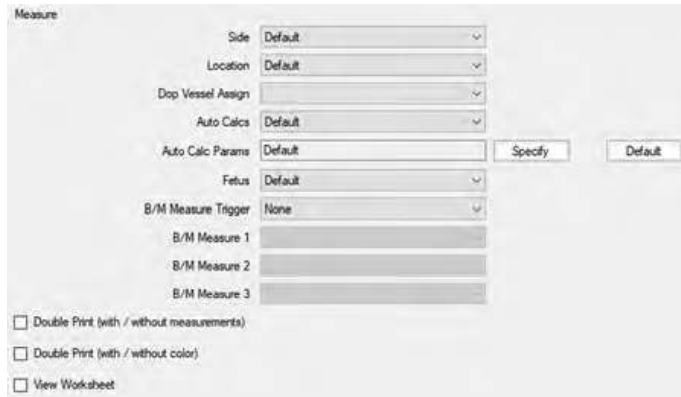 Measure
Side Default
Location Default
Dop Vessel Assign
Auto Calcs Default
Auto Calc Params Default Specify Default
Fetus Default
B/M Measure Trigger None
B/M Measure 1
B/M Measure 2
B/M Measure 3
Double Print (with / without measurements)
Double Print (with / without color)
View Worksheet